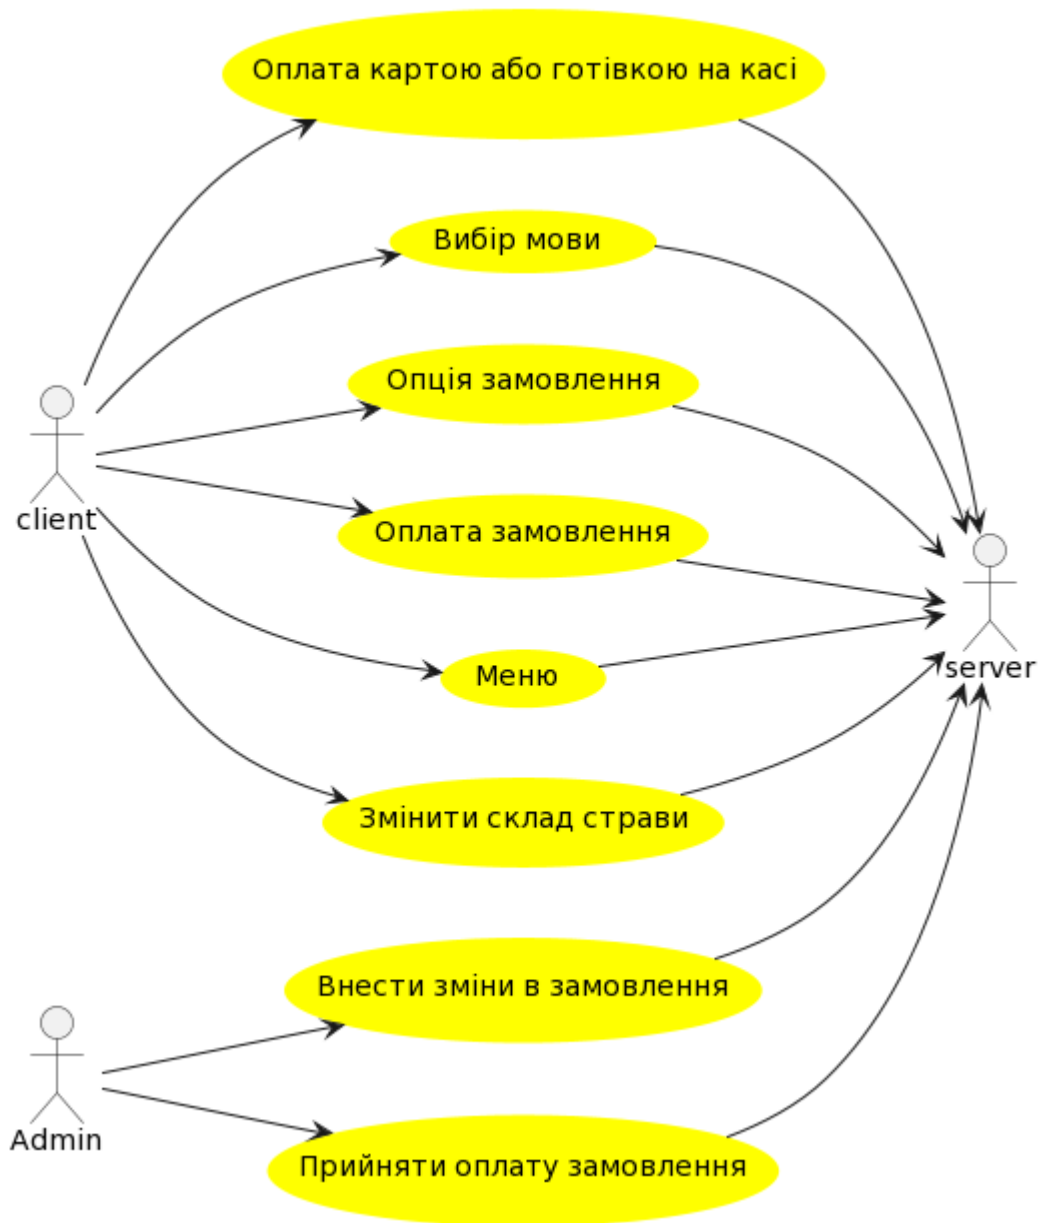 Оплата картою або готівкою на касі
Вибір мови
Опція замовлення
client
Оплата замовлення
server
Меню
Змінити склад страви
Внести зміни в замовлення
Admin
Прийняти оплату замовлення